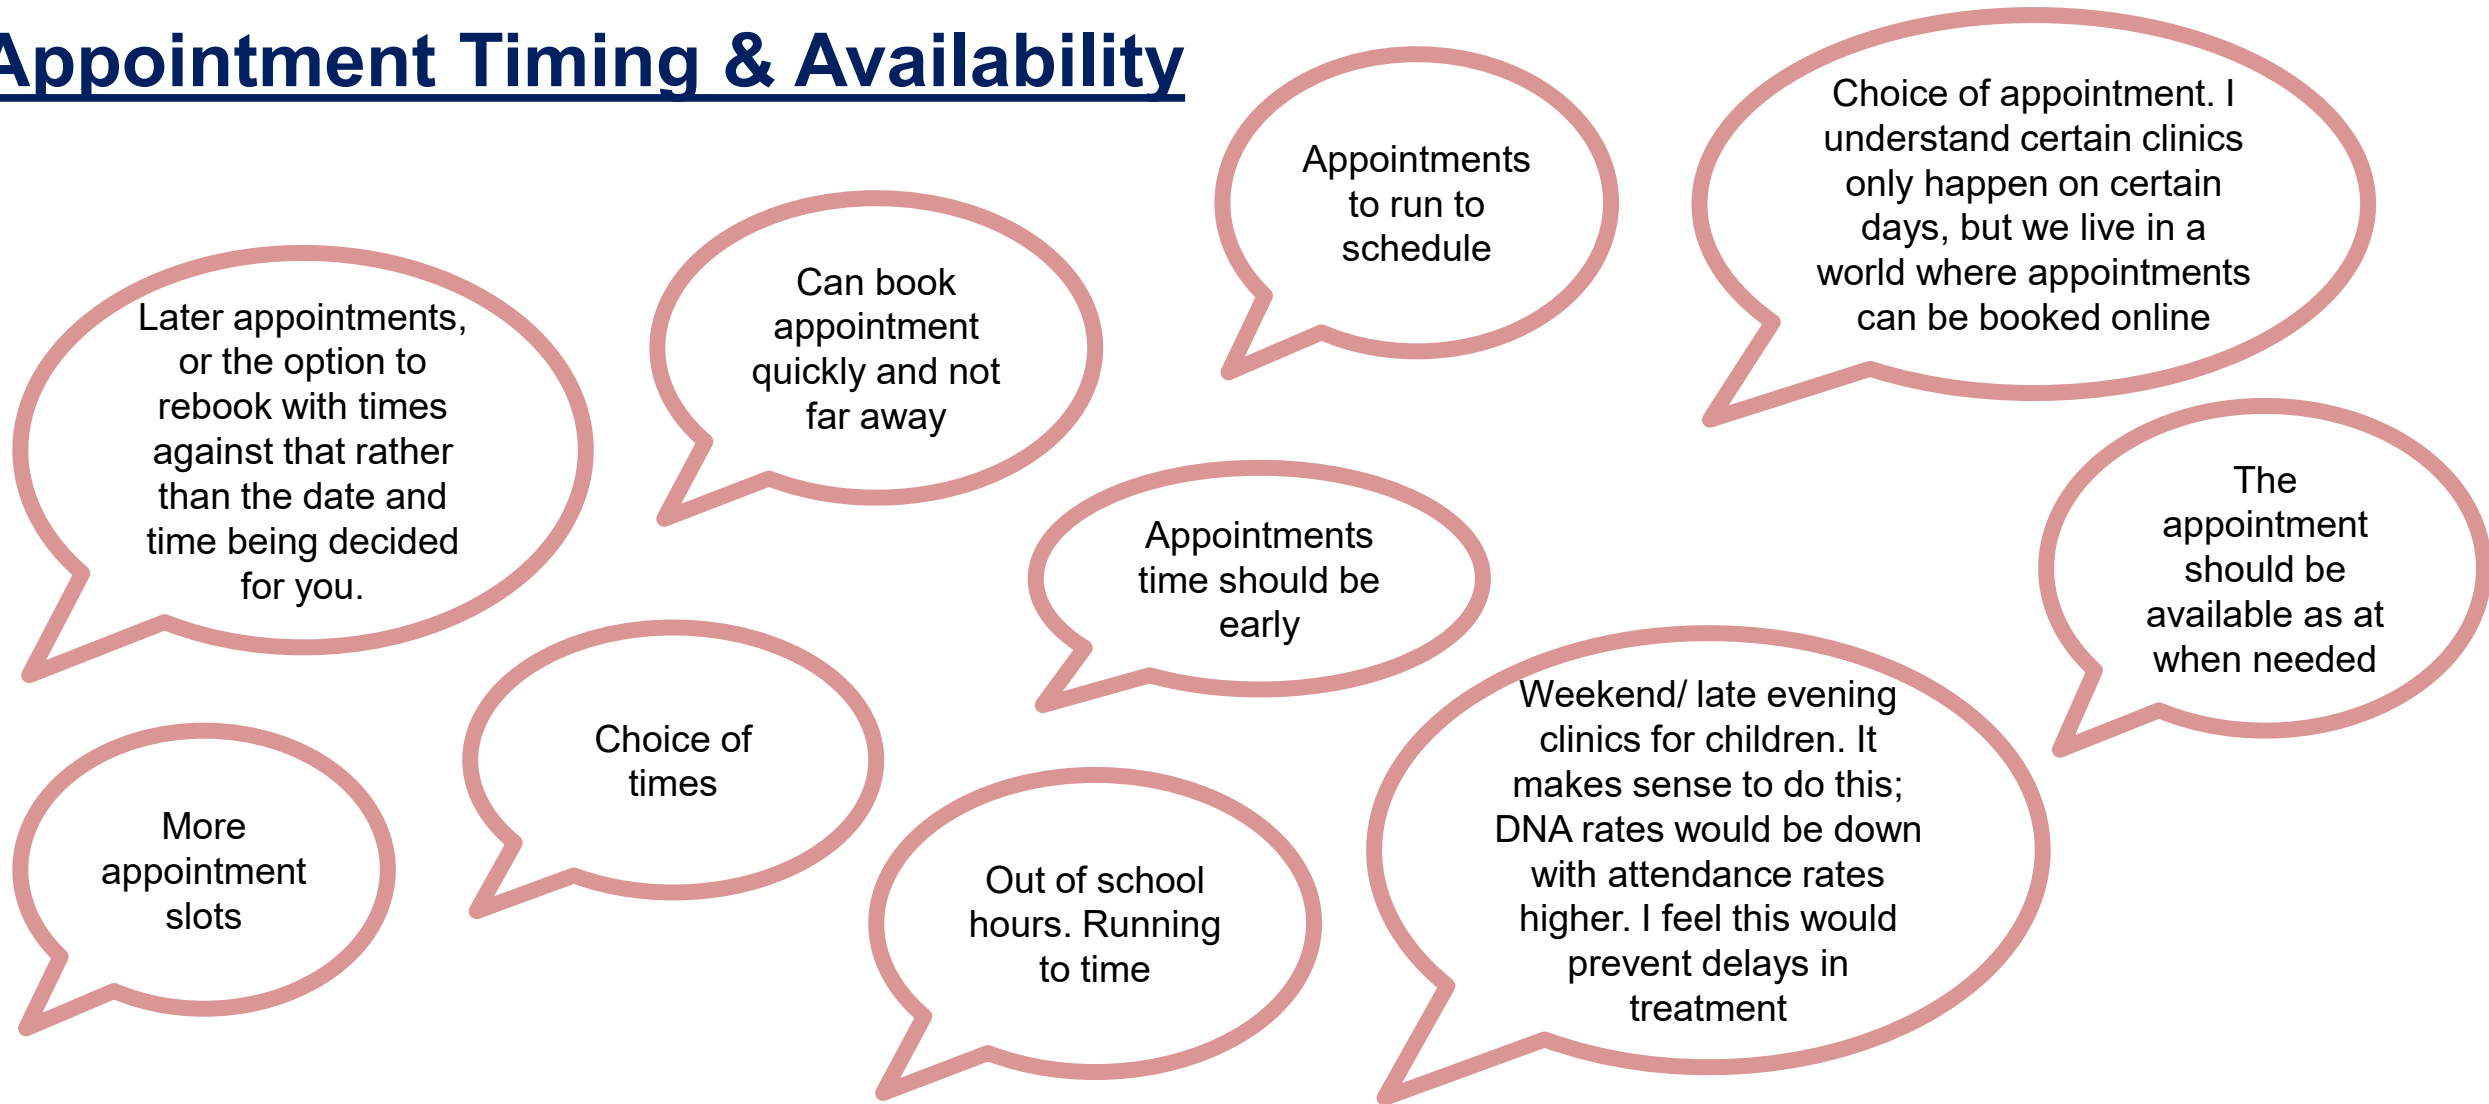 Appointment Timing & Availability
Appointments
to run to
schedule
Choice of appointment. I
understand certain clinics
only happen on certain
days, but we live in a
world where appointments
can be booked online
Can book
appointment
quickly and not
far away
Later appointments,
or the option to
rebook with times
against that rather
than the date and
time being decided
for you.
Appointments
time should be
early
The
appointment
should be
available as at
when needed
Choice of
times
Weekend/ late evening
clinics for children. It
makes sense to do this;
DNA rates would be down
with attendance rates
higher. I feel this would
prevent delays in
treatment
More
appointment
slots
Out of school
hours. Running
to time